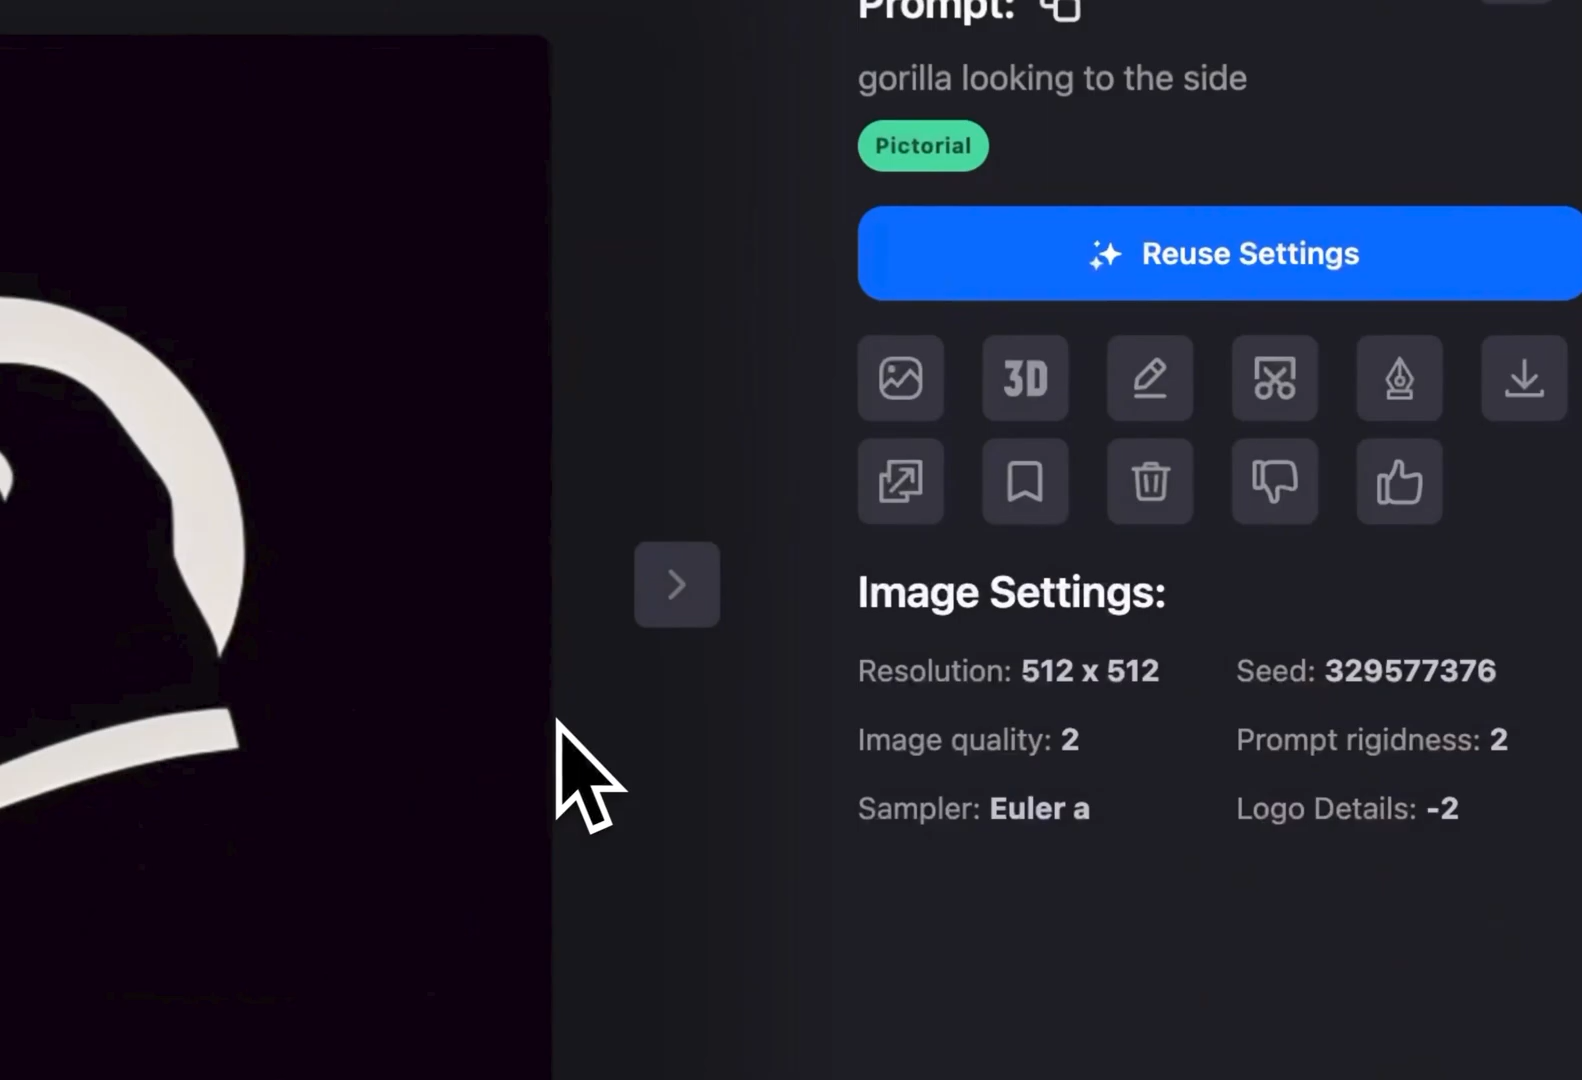 Prompt:
gorilla looking to the side
Pictorial
Reuse Settings
3D
Image Settings:
Resolution: 512 x 512 Seed: 329577376
Image quality: 2 Prompt rigidness: 2
Sampler: Euler a Logo Details: -2